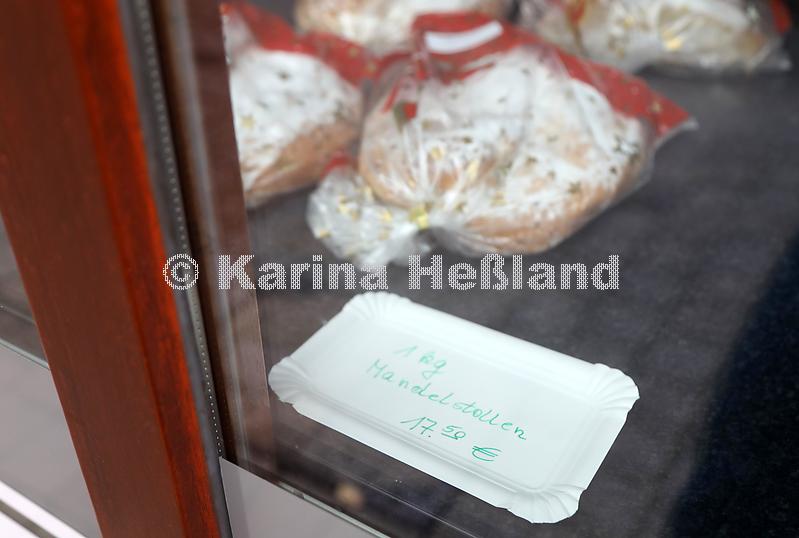 © Karina Heßland
1 kg
Mandelstollen
17.50 €